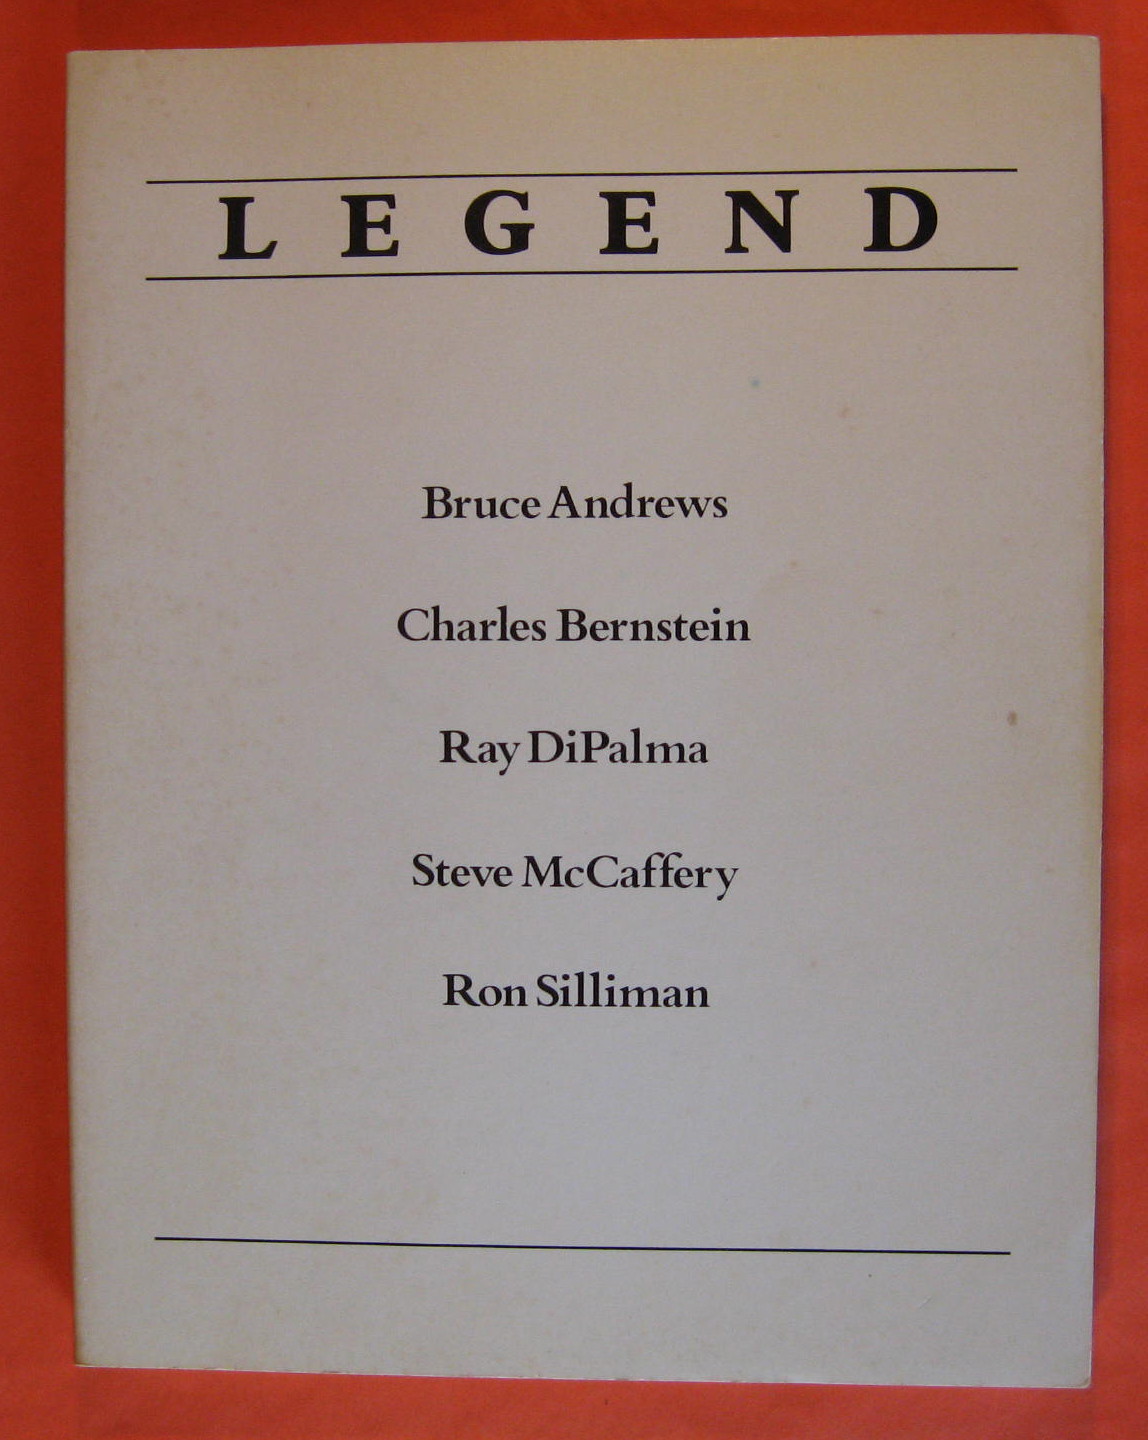 LEGEND
Bruce Andrews
Charles Bernstein
Ray DiPalma
Steve McCaffery
Ron Silliman